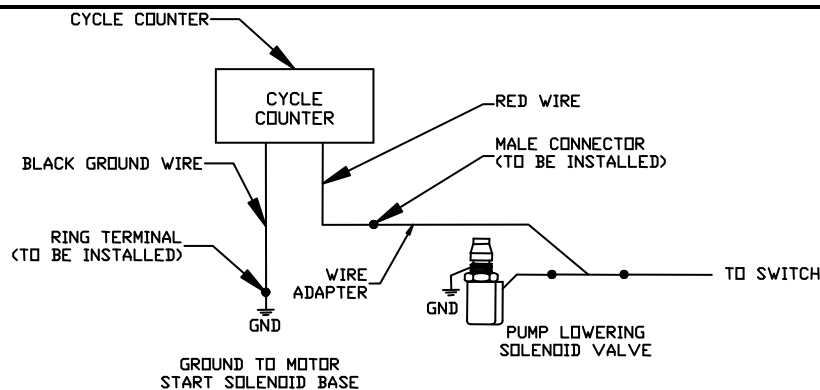 CYCLE COUNTER
CYCLE
COUNTER
RED WIRE
MALE CONNECTOR
(TO BE INSTALLED)
BLACK GROUND WIRE
RING TERMINAL
(TO BE INSTALLED)
WIRE
ADAPTER
GND
GND
TO SWITCH
PUMP LOWERING
SOLENOID VALVE
GROUND TO MOTOR
START SOLENOID BASE